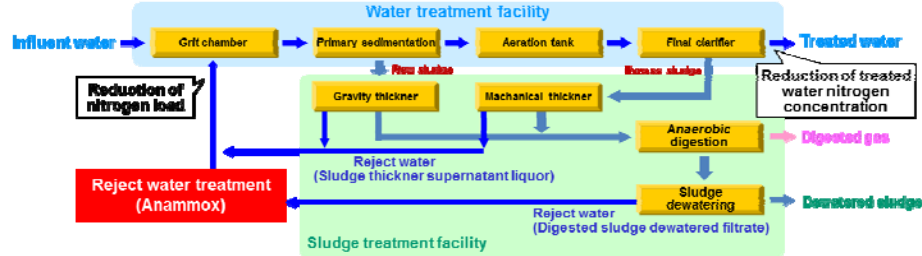 Water treatment facility
Influent water
Grit chamber
Primary sedimentation
Aeration tank
Final clarifier
Treated water
Raw sludge
Excess sludge
Reduction of
nitrogen load
Reduction of treated
water nitrogen
concentration
Gravity thickner
Machanical thickner
Anaerobic
digestion
Digested gas
Reject water
(Sludge thickner supernatant liquor)
Reject water treatment
(Anammox)
Sludge
dewatering
Dewatered sludge
Reject water
(Digested sludge dewatered filtrate)
Sludge treatment facility